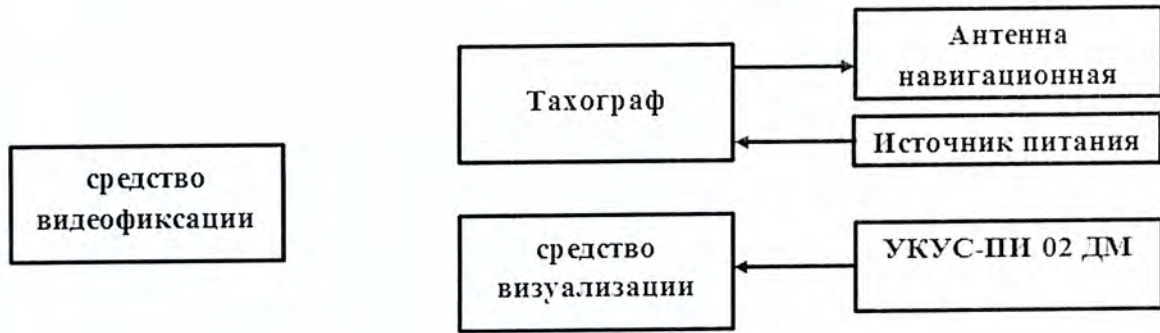 Антенна
навигационная
Тахограф
Источник питания
средство
видеофиксации
средство
визуализации
УКУС-ПИ 02 ДМ